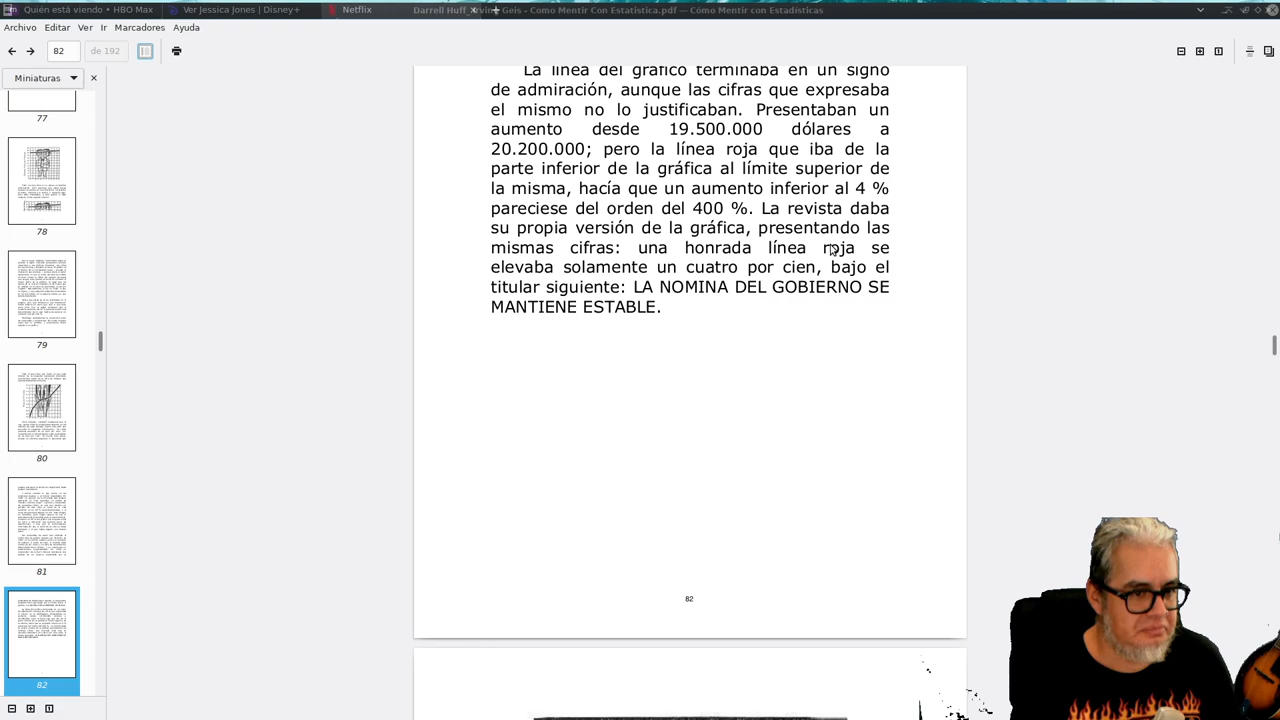 Quién está viendo • HBO Max
Ver Jessica Jones | Disney+
Netflix
Geis - Como Mentir Con Estatistica.pdf — Cómo Mentir con Estadísticas
Archivo Editar Ver Ir Marcadores Ayuda
82 de 192
Miniaturas
77
78
79
80
81
82
La línea del gráfico terminaba en un signo
de admiración, aunque las cifras que expresaba
el mismo no lo justificaban. Presentaban un
aumento desde 19.500.000 dólares a
20.200.000; pero la línea roja que iba de la
parte inferior de la gráfica al límite superior de
la misma, hacía que un aumento inferior al 4 %
pareciese del orden del 400 %. La revista daba
su propia versión de la gráfica, presentando las
mismas cifras: una honrada línea roja se
elevaba solamente un cuatro por cien, bajo el
titular siguiente: LA NOMINA DEL GOBIERNO SE
MANTIENE ESTABLE.
82